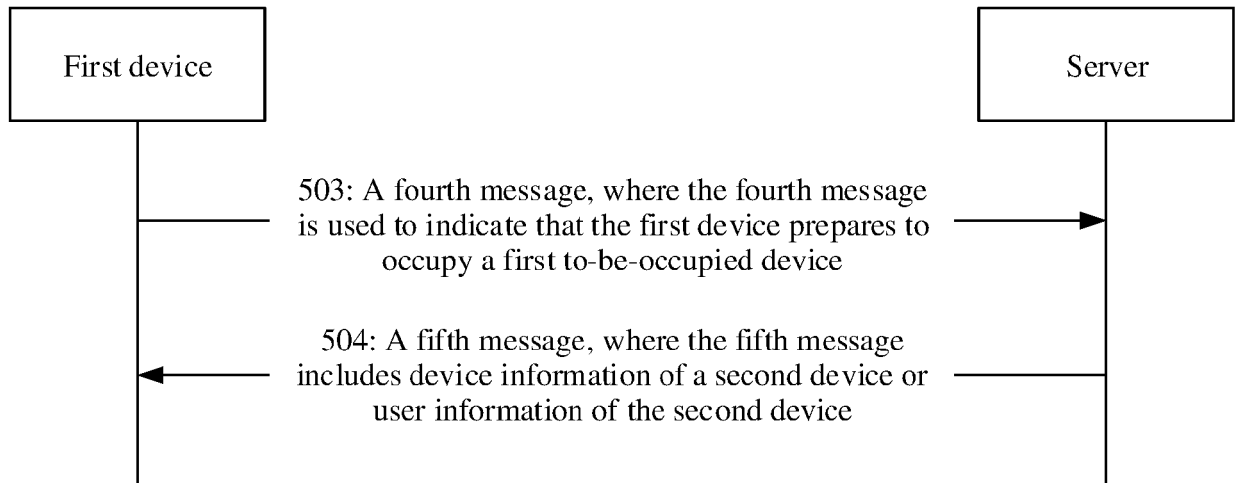 First device
Server
503: A fourth message, where the fourth message
is used to indicate that the first device prepares to
occupy a first to-be-occupied device
504: A fifth message, where the fifth message
includes device information of a second device or
user information of the second device